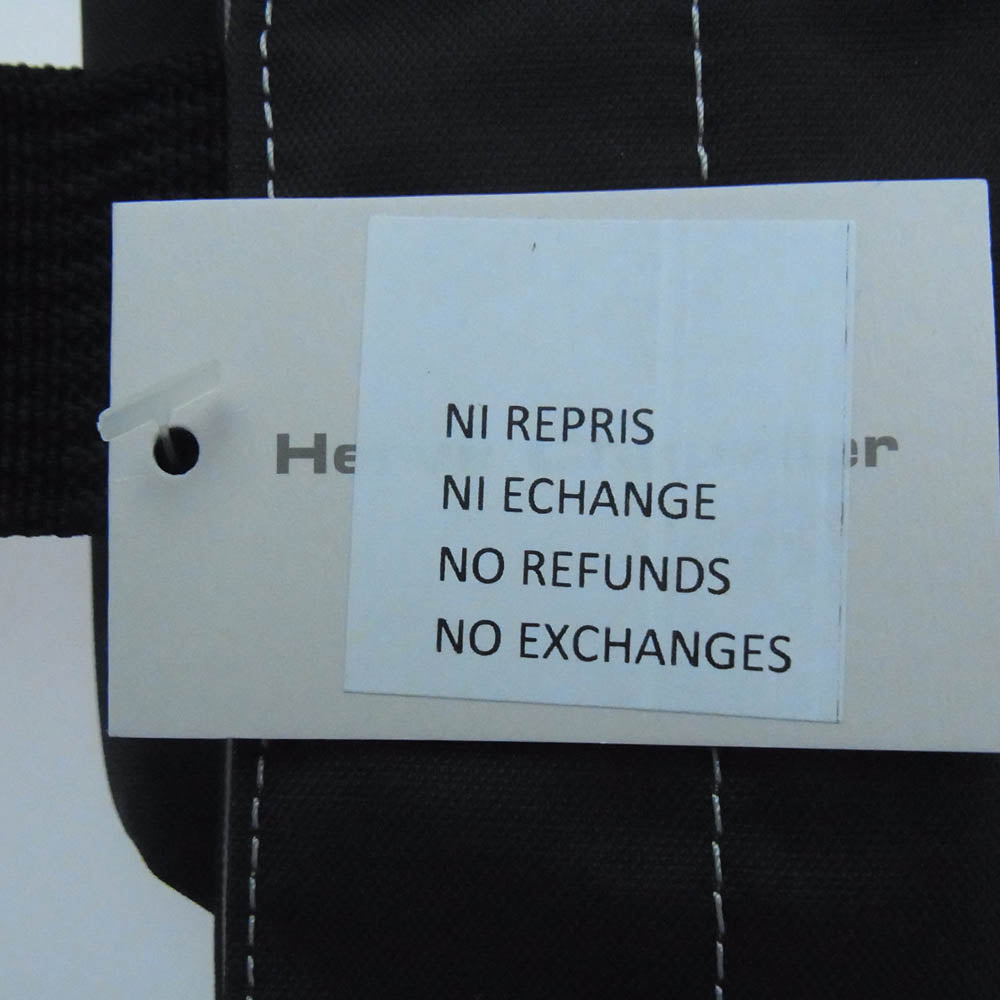 NI REPRIS
NI ECHANGE
NO REFUNDS
NO EXCHANGES